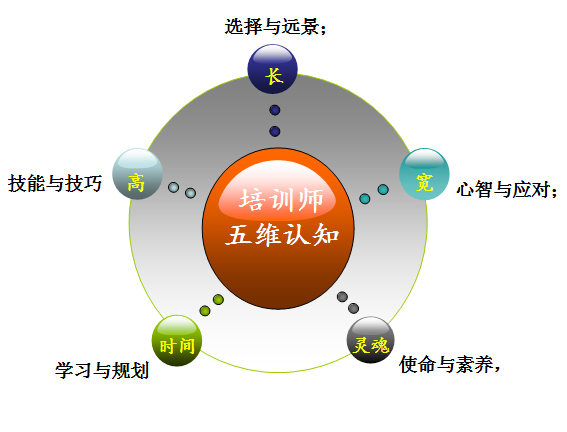 选择与远景；
长
高
宽
技能与技巧
心智与应对；
培训师
五维认知
时间
灵魂
学习与规划
使命与素养，